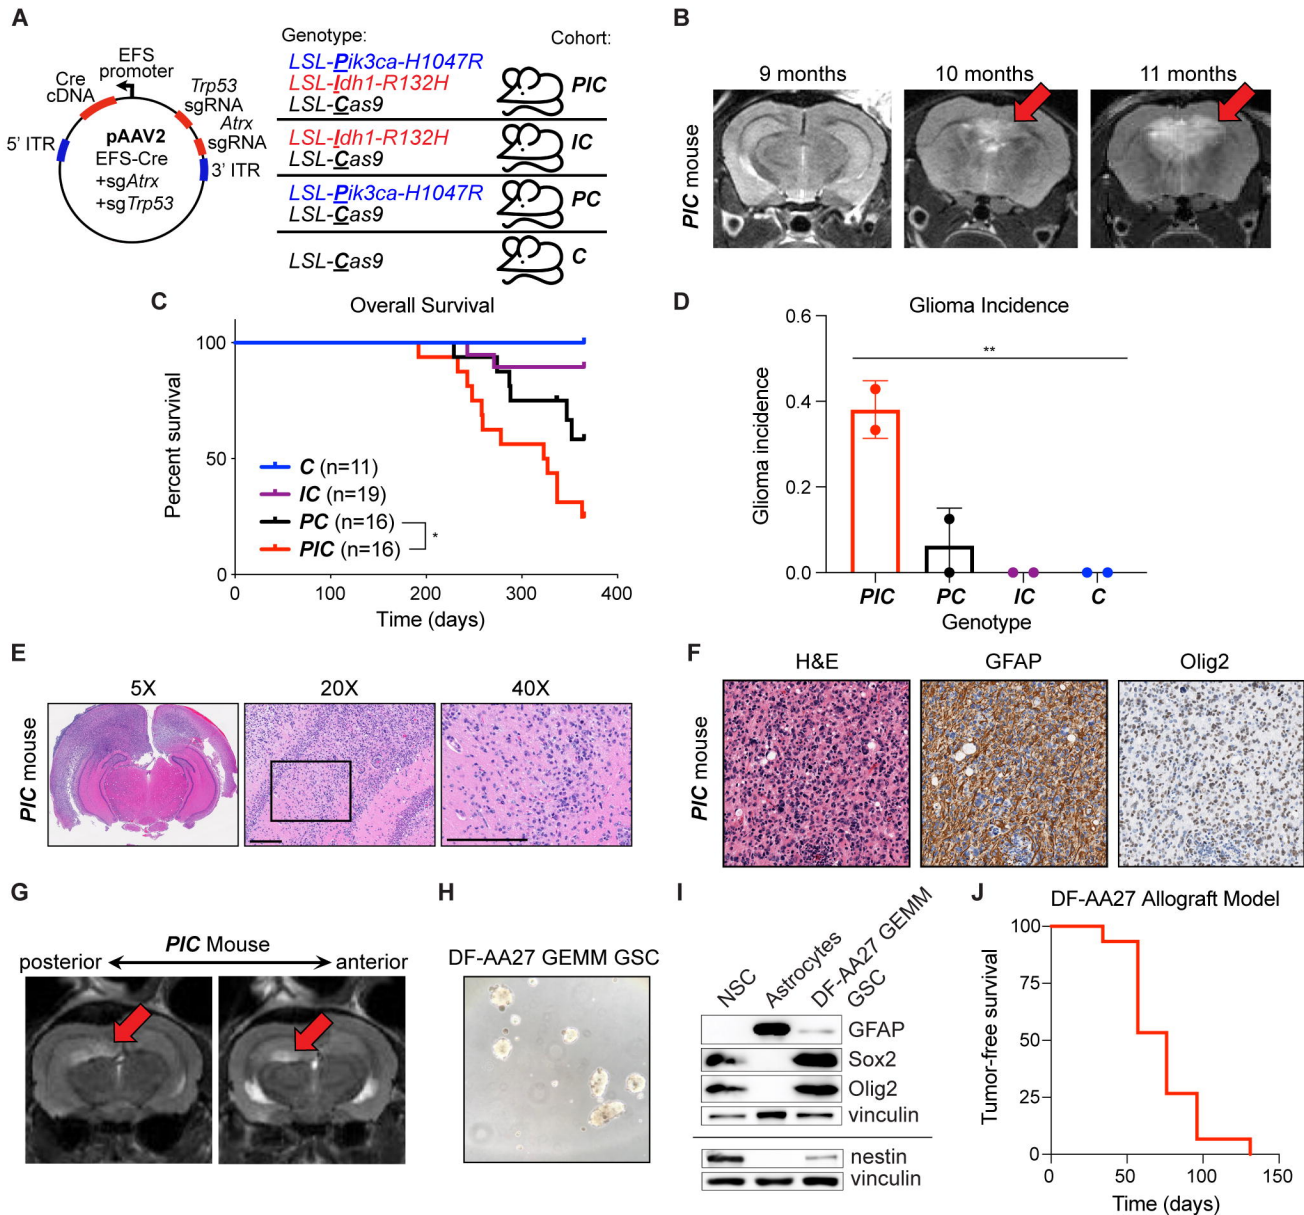 A
EFS
promoter
Cre
cDNA
Trp53
sgRNA
Atrx
sgRNA
5' ITR
pAAV2
EFS-Cre
+sgAtrx
+sgTrp53
3' ITR
Genotype:
Cohort:
LSL-Pik3ca-H1047R
LSL-Idh1-R132H
LSL-Cas9
PIC
LSL-Idh1-R132H
LSL-Cas9
IC
LSL-Pik3ca-H1047R
LSL-Cas9
PC
LSL-Cas9
C
B
9 months
10 months
11 months
PIC mouse
C
Overall Survival
Percent survival
100
50
0
C (n=11)
IC (n=19)
PC (n=16)
PIC (n=16)
*
0
100
200
300
400
Time (days)
D
Glioma Incidence
Glioma incidence
0.6
0.4
0.2
0.0
**
PIC
PC
IC
C
Genotype
E
5X
20X
40X
PIC mouse
F
H&E
GFAP
Olig2
PIC mouse
G
PIC Mouse
posterior
anterior
H
DF-AA27 GEMM GSC
I
NSC
Astrocytes
DF-AA27 GEMM
GSC
GFAP
Sox2
Olig2
vinculin
nestin
vinculin
J
DF-AA27 Allograft Model
Tumor-free survival
100
75
50
25
0
0
50
100
150
Time (days)